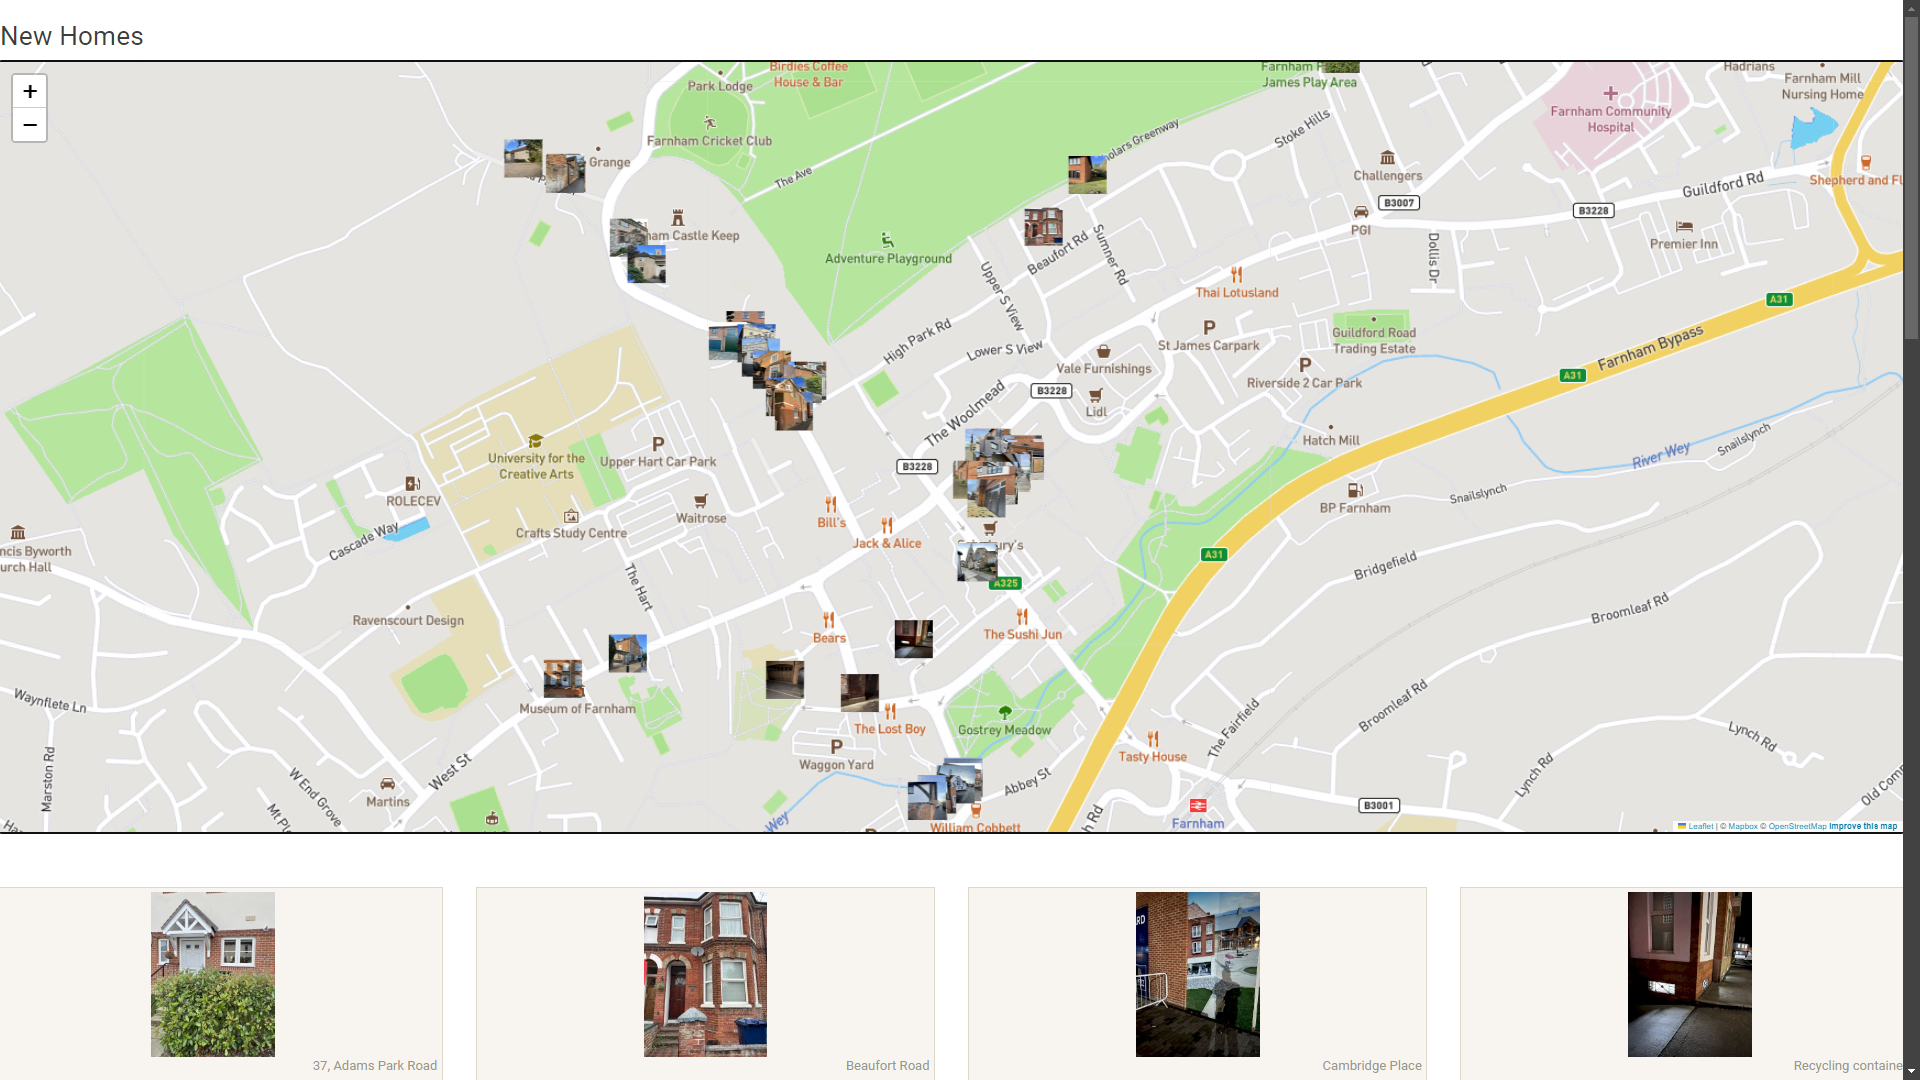 New Homes
+
−
Birdies Coffee
House & Bar
Park Lodge
Farnham Cricket Club
The Ave
Grange
ham Castle Keep
Adventure Playground
James Play Area
Stoke Hills
Hadrians
Farnham Mill
Nursing Home
Farnham Community
Hospital
Challengers
Guildford Rd
Shepherd and Fl
B3007
B3228
PGI
Premier Inn
Dollis Dr
Beaufort Rd
Sumner Rd
Upper S View
Thai Lotusland
A31
High Park Rd
Lower S View
St James Carpark
Guildford Road
Trading Estate
Farnham Bypass
Vale Furnishings
Riverside 2 Car Park
A31
B3228
Lidl
The Woolmead
Hatch Mill
River Wey
Snailslynch
University for the
Creative Arts
Upper Hart Car Park
B3228
ROLECEV
Waitrose
Snailslynch
BP Farnham
Crafts Study Centre
Bill's
Jack & Alice
Cascade Way
ncis Byworth
urch Hall
A31
Bridgefield
A325
The Hart
Broomleaf Rd
Ravenscourt Design
Bears
The Sushi Jun
Waynflete Ln
Museum of Farnham
Broomleaf Rd
The Lost Boy
Gostrey Meadow
The Fairfield
Lynch Rd
Tasty House
Waggon Yard
Marston Rd
West St
W End Grove
Martins
Abbey St
Lynch Rd
B3001
Mt Ple
Wey
William Cobbett
Farnham
h Rd
Leaflet | © Mapbox © OpenStreetMap Improve this map
37, Adams Park Road
Beaufort Road
Cambridge Place
Recycling containe